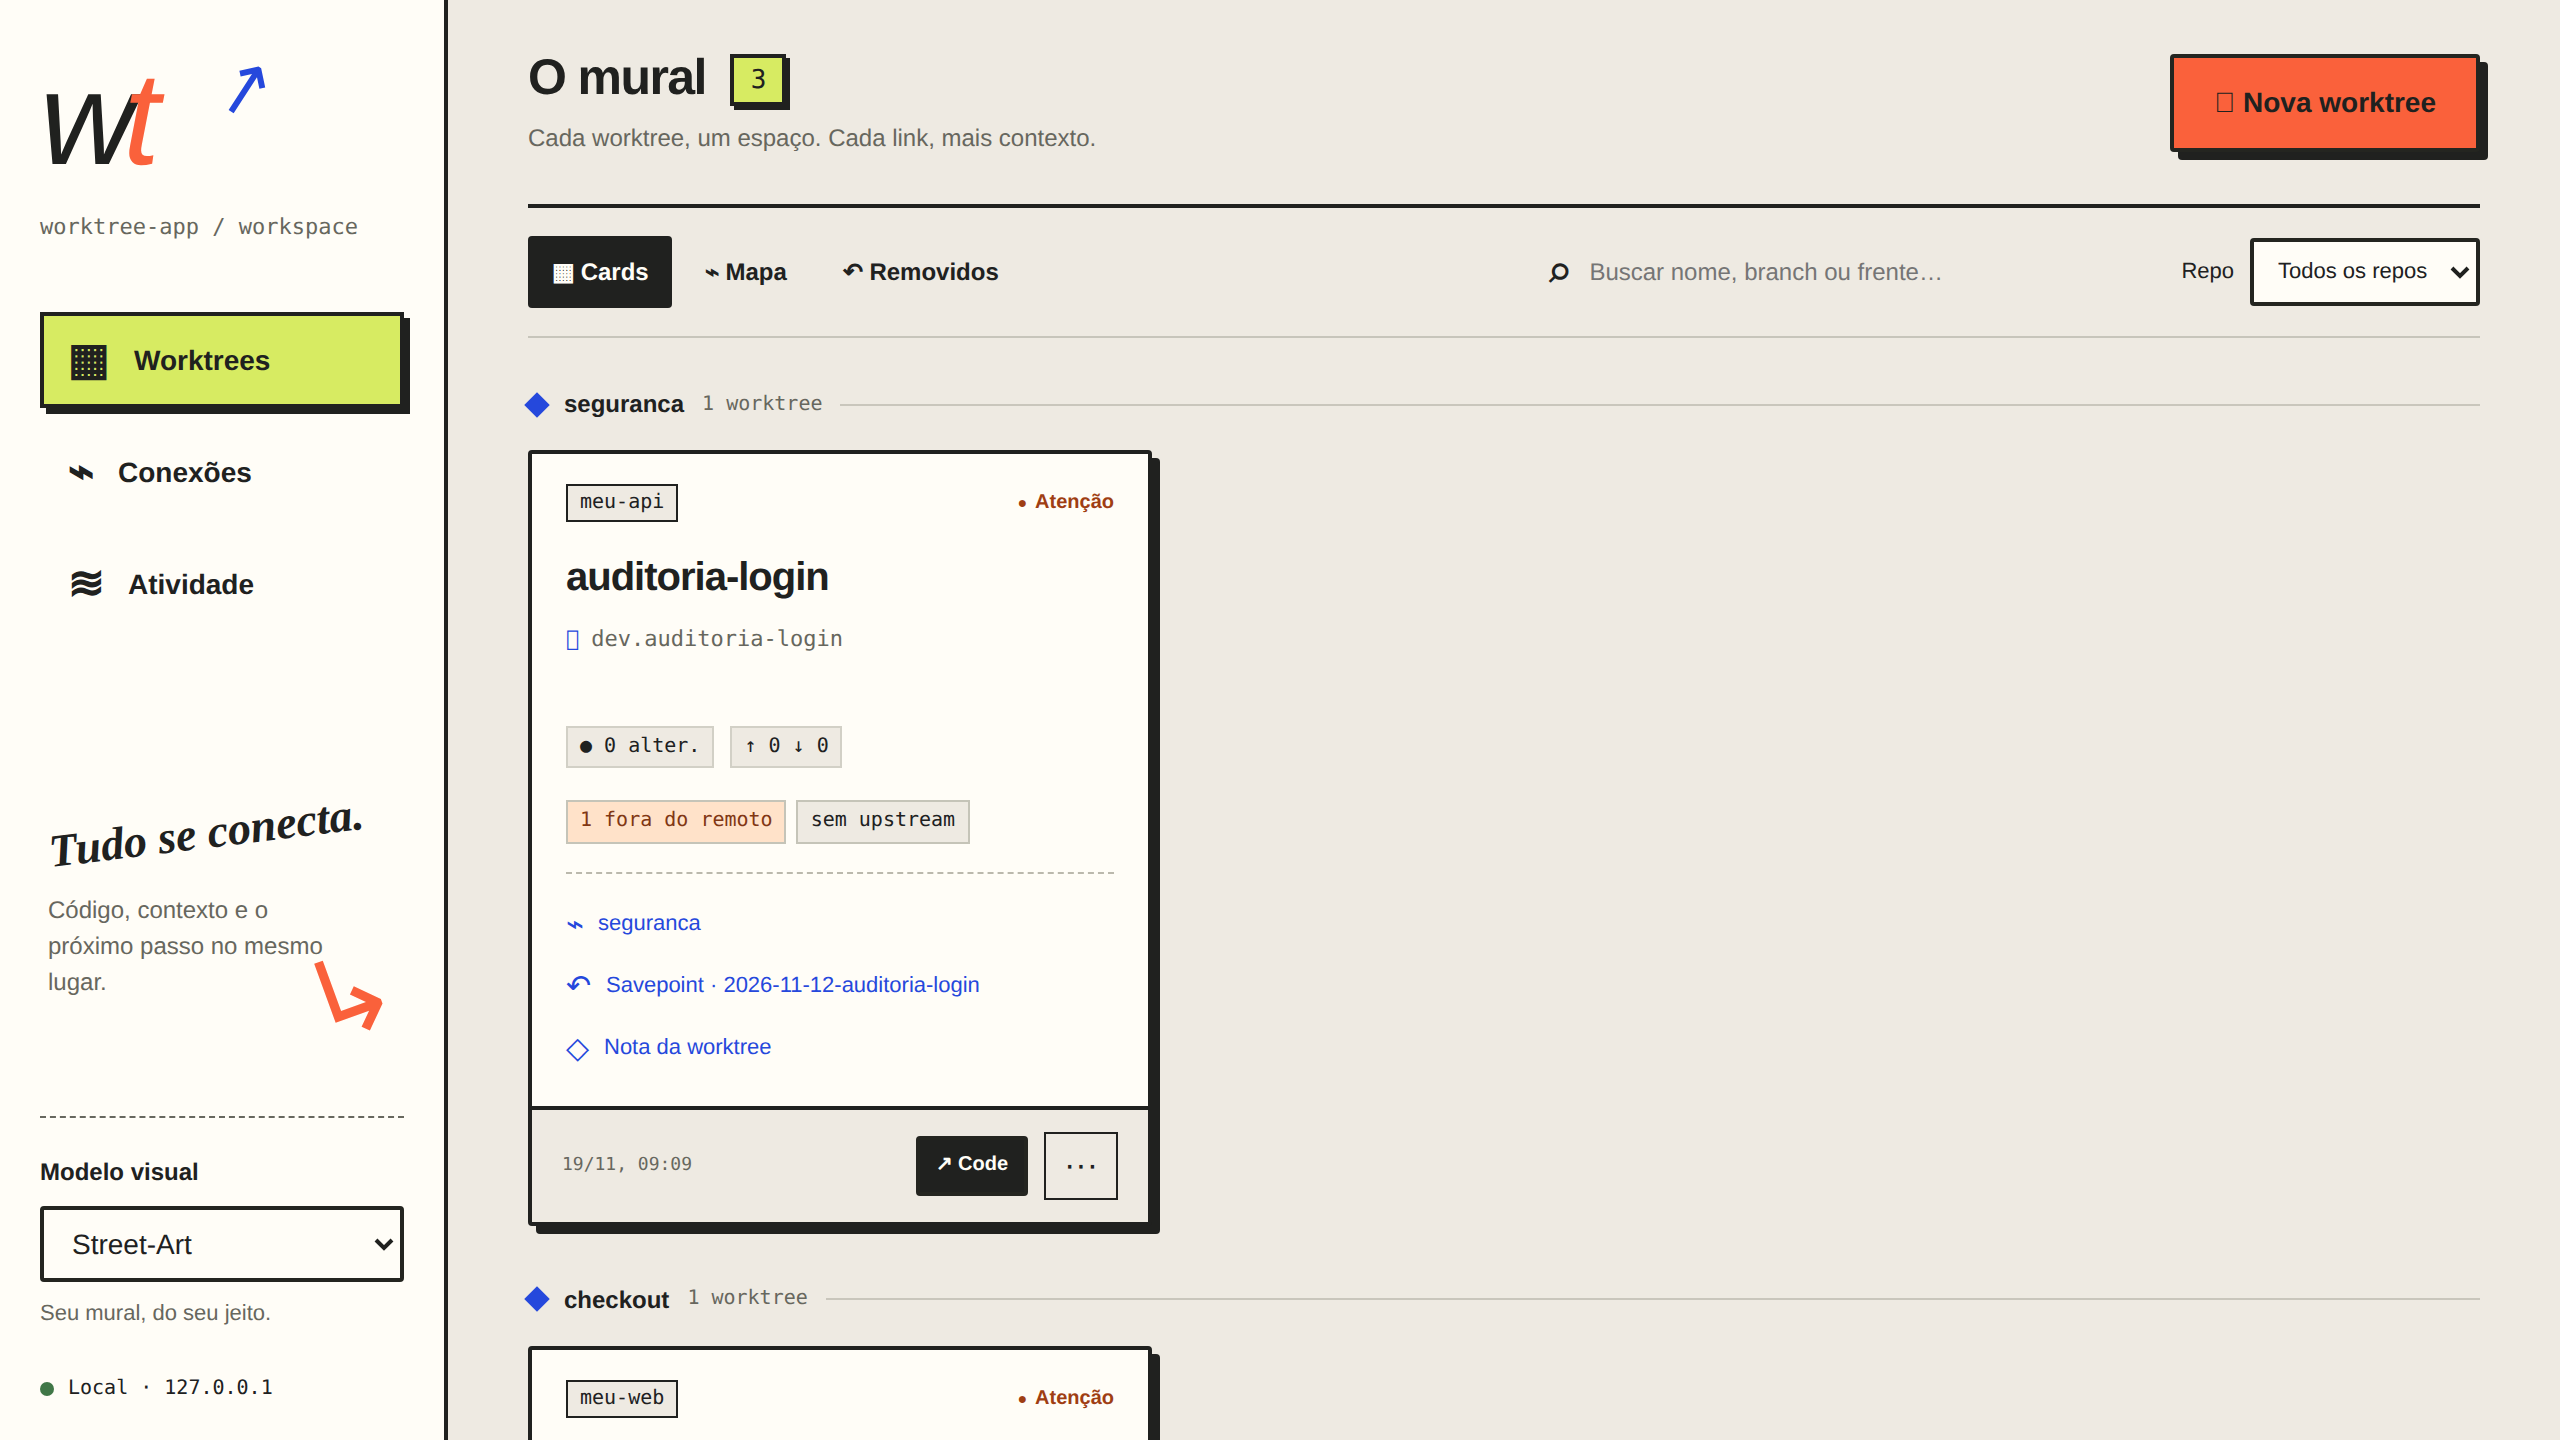 wt ↗
worktree-app / workspace
▦ Worktrees
⌁ Conexões
≋ Atividade
Tudo se conecta.
Código, contexto e o
próximo passo no mesmo
lugar.
↳
Modelo visual
Street-Art
Seu mural, do seu jeito.
● Local · 127.0.0.1
O mural 3
Cada worktree, um espaço. Cada link, mais contexto.
Nova worktree
▦ Cards ⌁ Mapa ↶ Removidos
⌕ Buscar nome, branch ou frente… Repo Todos os repos
◆ seguranca 1 worktree
meu-api ● Atenção
auditoria-login
dev.auditoria-login
● 0 alter. ↑ 0 ↓ 0
1 fora do remoto sem upstream
⌁ seguranca
↶ Savepoint · 2026-11-12-auditoria-login
◇ Nota da worktree
19/11, 09:09 ↗ Code ⋯
◆ checkout 1 worktree
meu-web ● Atenção